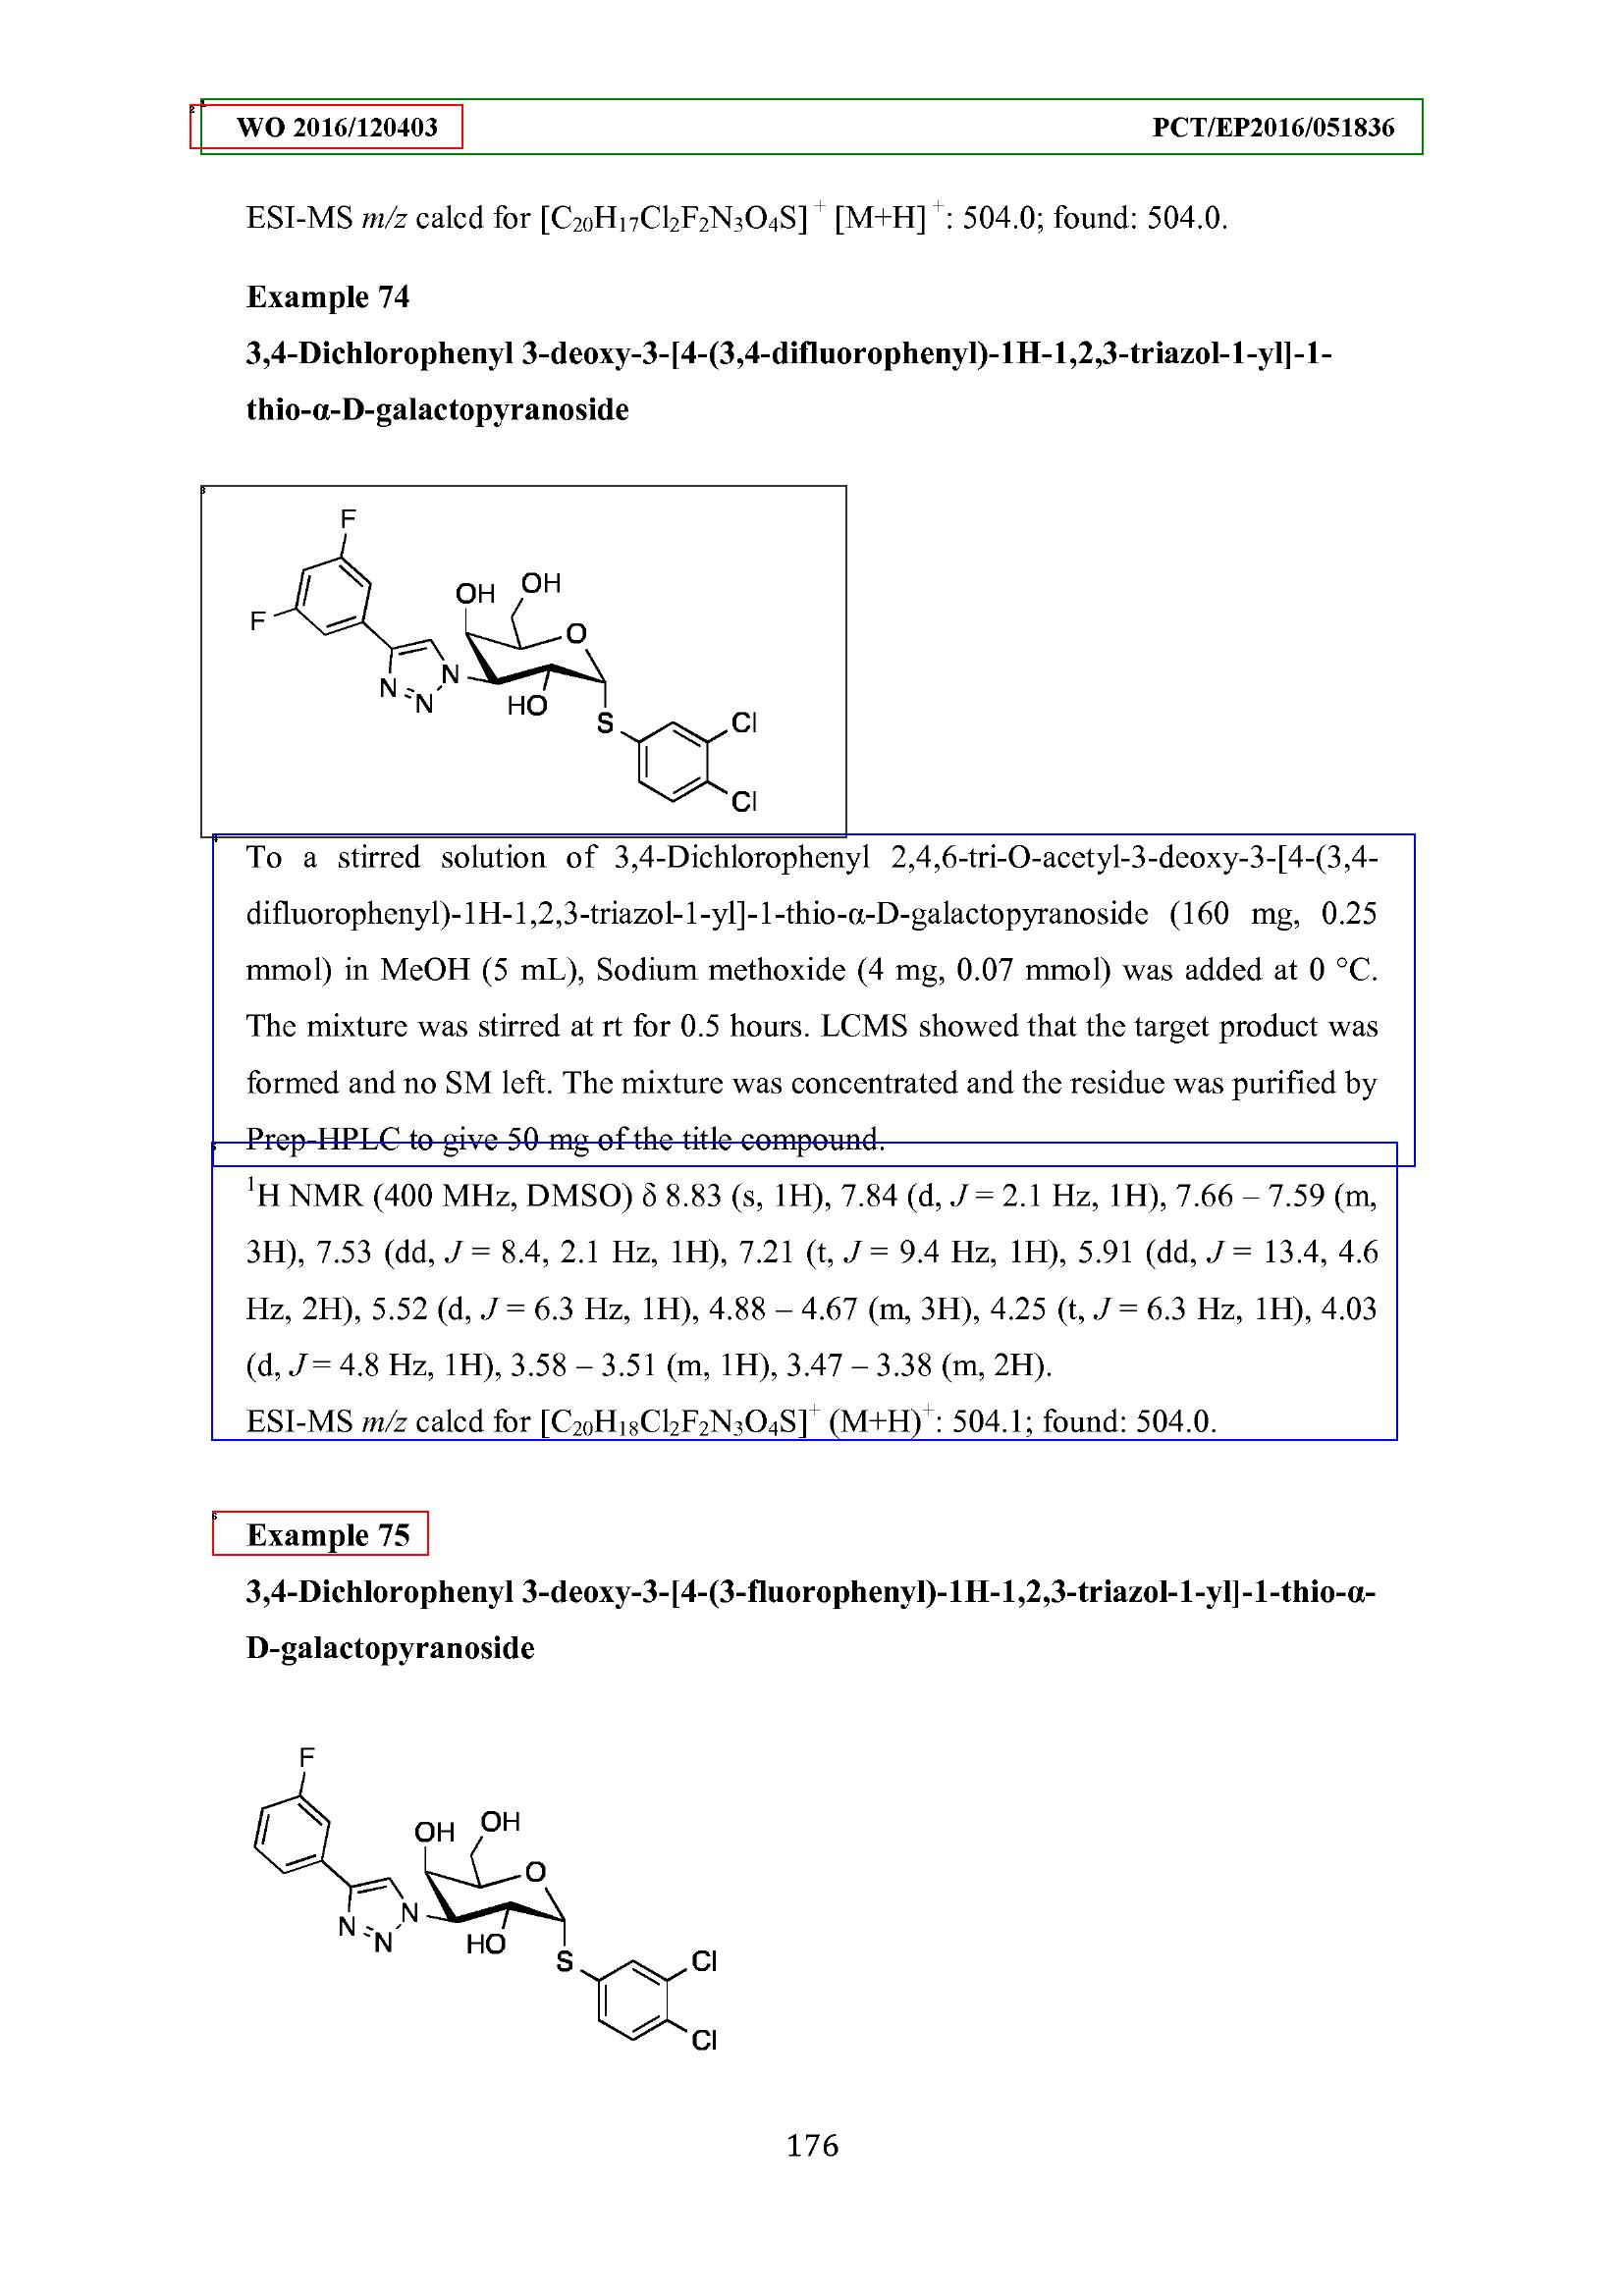 WO 2016/120403 PCT/EP2016/051836
ESI-MS m/z calcd for [C20H17Cl2F2N3O4S]+ [M+H]+: 504.0; found: 504.0.
Example 74
3,4-Dichlorophenyl 3-deoxy-3-[4-(3,4-difluorophenyl)-1H-1,2,3-triazol-1-yl]-1-
thio-α-D-galactopyranoside
F
OH
OH
F
O
N
N
N
HO
S
Cl
Cl
To a stirred solution of 3,4-Dichlorophenyl 2,4,6-tri-O-acetyl-3-deoxy-3-[4-(3,4-
difluorophenyl)-1H-1,2,3-triazol-1-yl]-1-thio-α-D-galactopyranoside (160 mg, 0.25
mmol) in MeOH (5 mL), Sodium methoxide (4 mg, 0.07 mmol) was added at 0 °C.
The mixture was stirred at rt for 0.5 hours. LCMS showed that the target product was
formed and no SM left. The mixture was concentrated and the residue was purified by
Prep-HPLC to give 50 mg of the title compound.
1H NMR (400 MHz, DMSO) δ 8.83 (s, 1H), 7.84 (d, J = 2.1 Hz, 1H), 7.66 – 7.59 (m,
3H), 7.53 (dd, J = 8.4, 2.1 Hz, 1H), 7.21 (t, J = 9.4 Hz, 1H), 5.91 (dd, J = 13.4, 4.6
Hz, 2H), 5.52 (d, J = 6.3 Hz, 1H), 4.88 – 4.67 (m, 3H), 4.25 (t, J = 6.3 Hz, 1H), 4.03
(d, J = 4.8 Hz, 1H), 3.58 – 3.51 (m, 1H), 3.47 – 3.38 (m, 2H).
ESI-MS m/z calcd for [C20H18Cl2F2N3O4S]+ (M+H)+: 504.1; found: 504.0.
Example 75
3,4-Dichlorophenyl 3-deoxy-3-[4-(3-fluorophenyl)-1H-1,2,3-triazol-1-yl]-1-thio-α-
D-galactopyranoside
F
OH
OH
O
N
N
N
HO
S
Cl
Cl
176